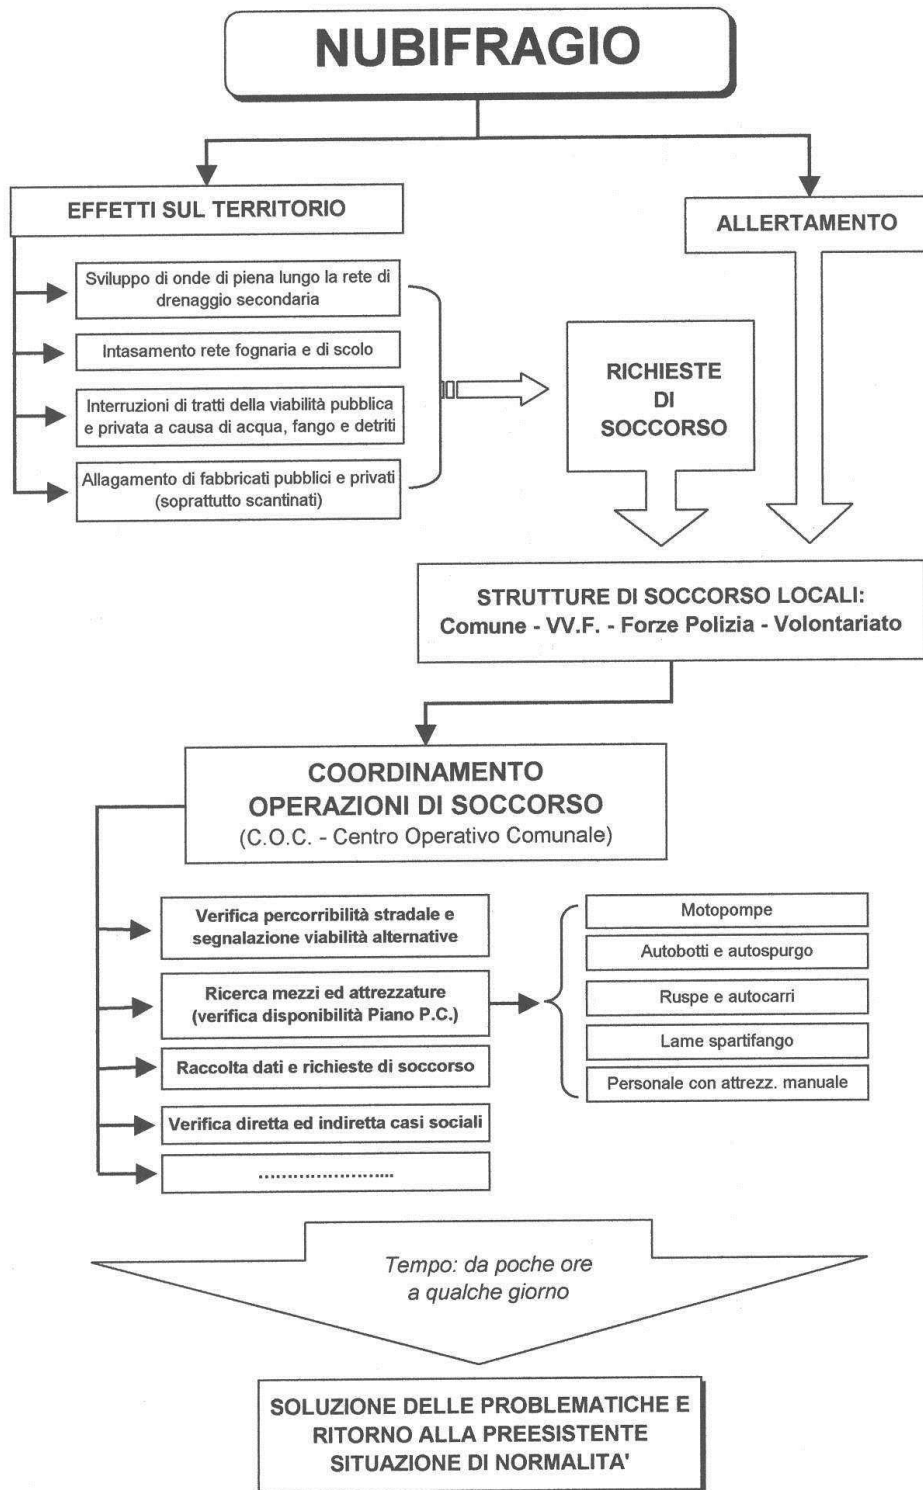 NUBIFRAGIO
EFFETTI SUL TERRITORIO
ALLERTAMENTO
Sviluppo di onde di piena lungo la rete di
drenaggio secondaria
Intasamento rete fognaria e di scolo
Interruzioni di tratti della viabilità pubblica
e privata a causa di acqua, fango e detriti
Allagamento di fabbricati pubblici e privati
(soprattutto scantinati)
RICHIESTE
DI
SOCCORSO
STRUTTURE DI SOCCORSO LOCALI:
Comune - VV.F. - Forze Polizia - Volontariato
COORDINAMENTO
OPERAZIONI DI SOCCORSO
(C.O.C. - Centro Operativo Comunale)
Verifica percorribilità stradale e
segnalazione viabilità alternative
Ricerca mezzi ed attrezzature
(verifica disponibilità Piano P.C.)
Raccolta dati e richieste di soccorso
Verifica diretta ed indiretta casi sociali
.......................
Motopompe
Autobotti e autospurgo
Ruspe e autocarri
Lame spartifango
Personale con attrezz. manuale
Tempo: da poche ore
a qualche giorno
SOLUZIONE DELLE PROBLEMATICHE E
RITORNO ALLA PREESISTENTE
SITUAZIONE DI NORMALITA'